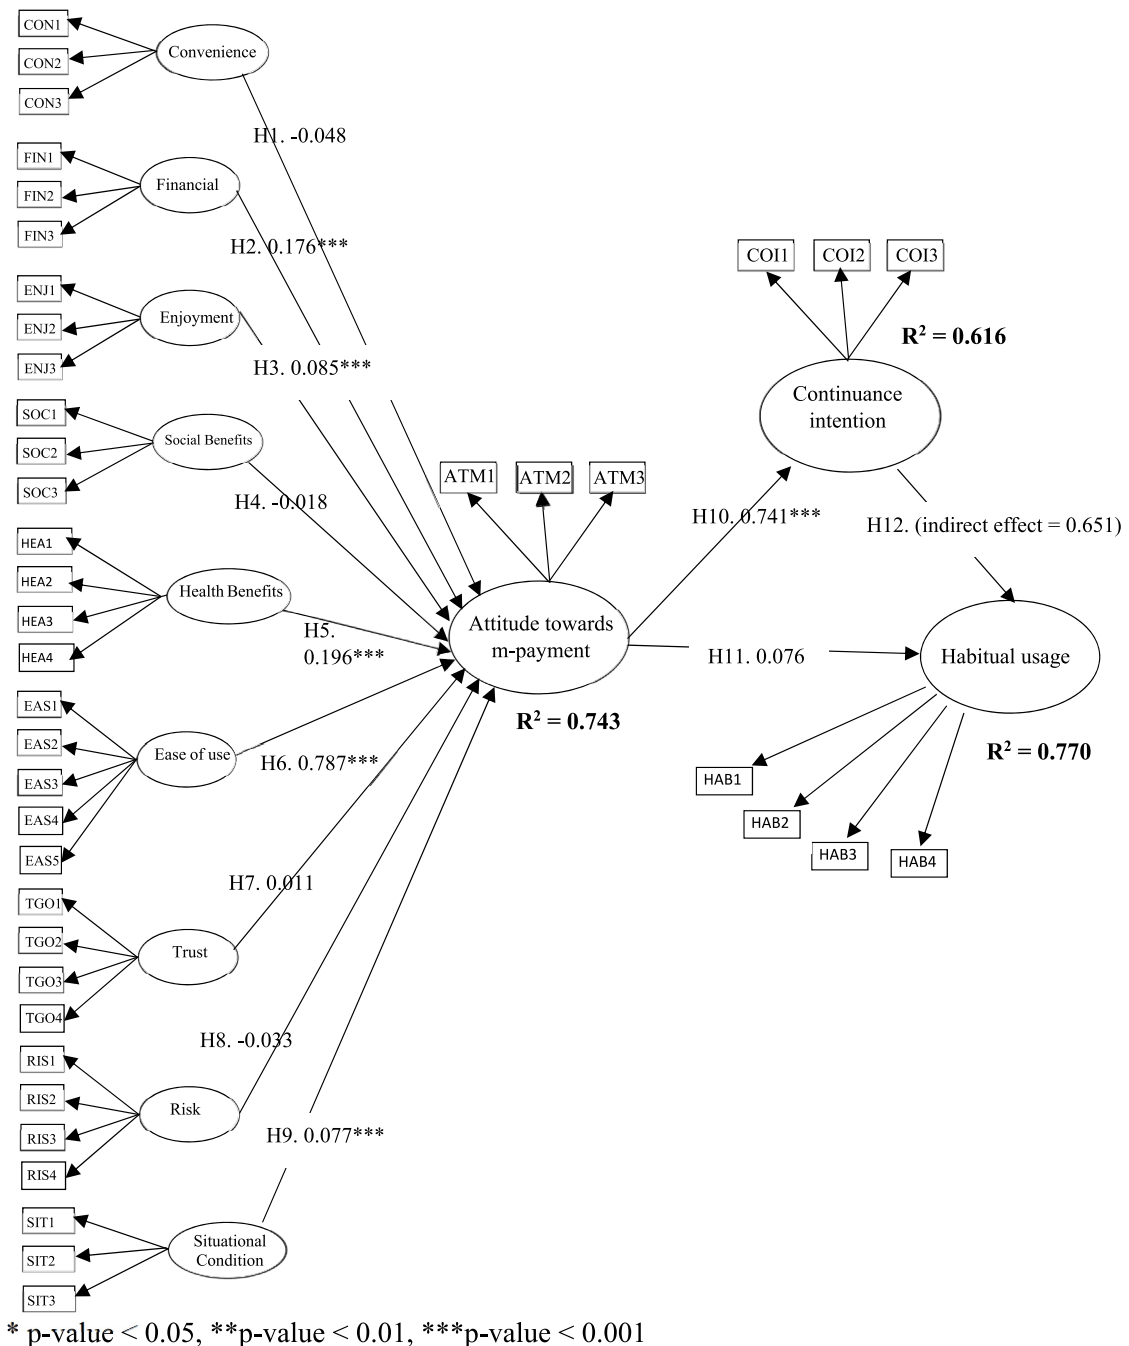 CON1
CON2
CON3
Convenience
H1. -0.048
FIN1
FIN2
FIN3
Financial
H2. 0.176***
ENJ1
ENJ2
ENJ3
Enjoyment
H3. 0.085***
SOC1
SOC2
SOC3
Social Benefits
H4. -0.018
HEA1
HEA2
HEA3
HEA4
Health Benefits
H5.
0.196***
EAS1
EAS2
EAS3
EAS4
EAS5
Ease of use
H6. 0.787***
TGO1
TGO2
TGO3
TGO4
Trust
H7. 0.011
RIS1
RIS2
RIS3
RIS4
Risk
H8. -0.033
SIT1
SIT2
SIT3
Situational
Condition
H9. 0.077***
ATM1
ATM2
ATM3
Attitude towards
m-payment
R² = 0.743
H10. 0.741***
COI1
COI2
COI3
R² = 0.616
Continuance
intention
H12. (indirect effect = 0.651)
H11. 0.076
Habitual usage
R² = 0.770
HAB1
HAB2
HAB3
HAB4
* p-value < 0.05, **p-value < 0.01, ***p-value < 0.001